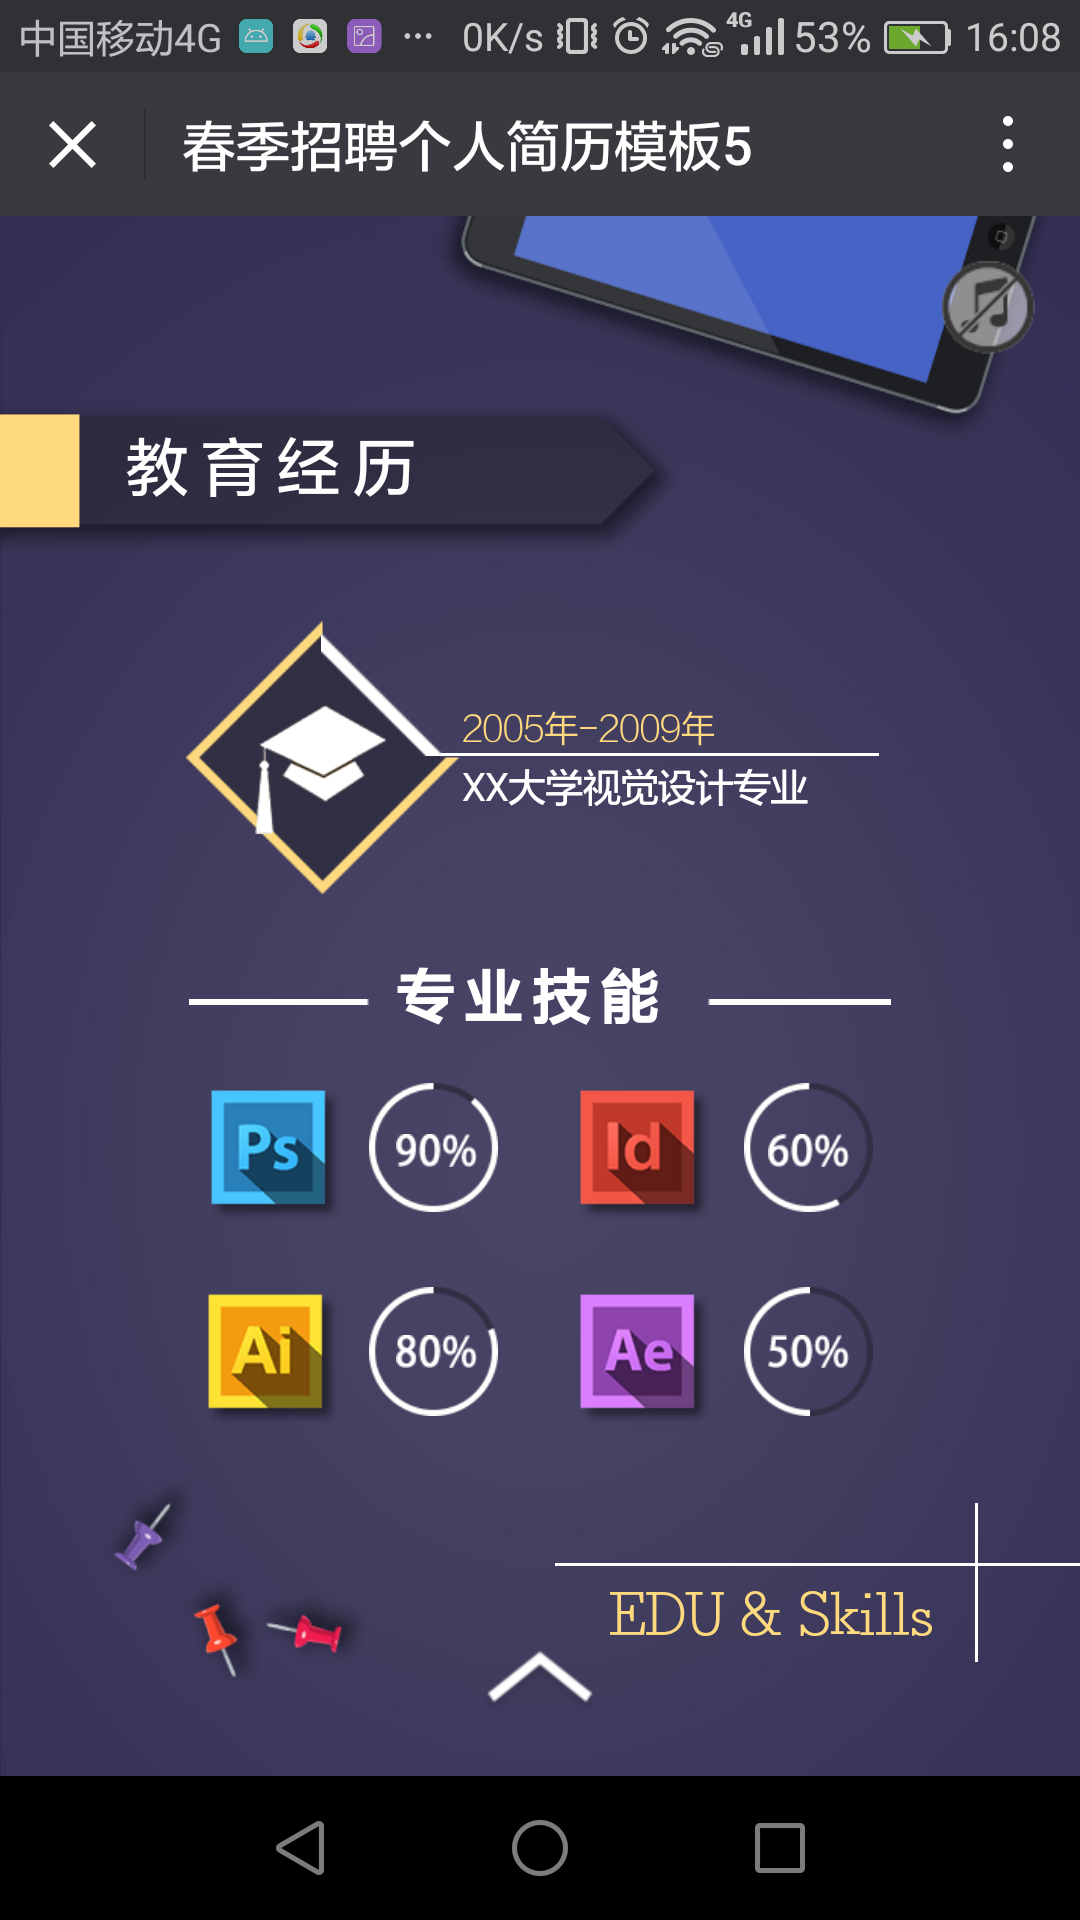 中国移动4G ··· 0K/s 4G 53% 16:08
春季招聘个人简历模板5
教育经历
2005年-2009年
XX大学视觉设计专业
专业技能
Ps 90% Id 60%
Ai 80% Ae 50%
EDU & Skills